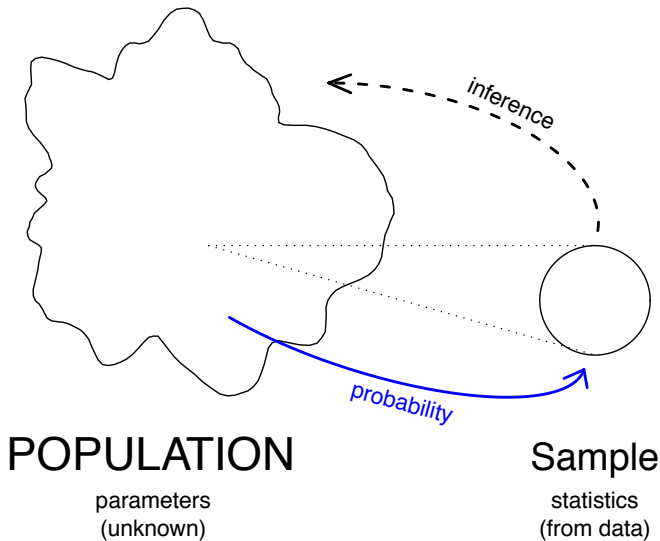 inference
probability
POPULATION
parameters
(unknown)
Sample
statistics
(from data)